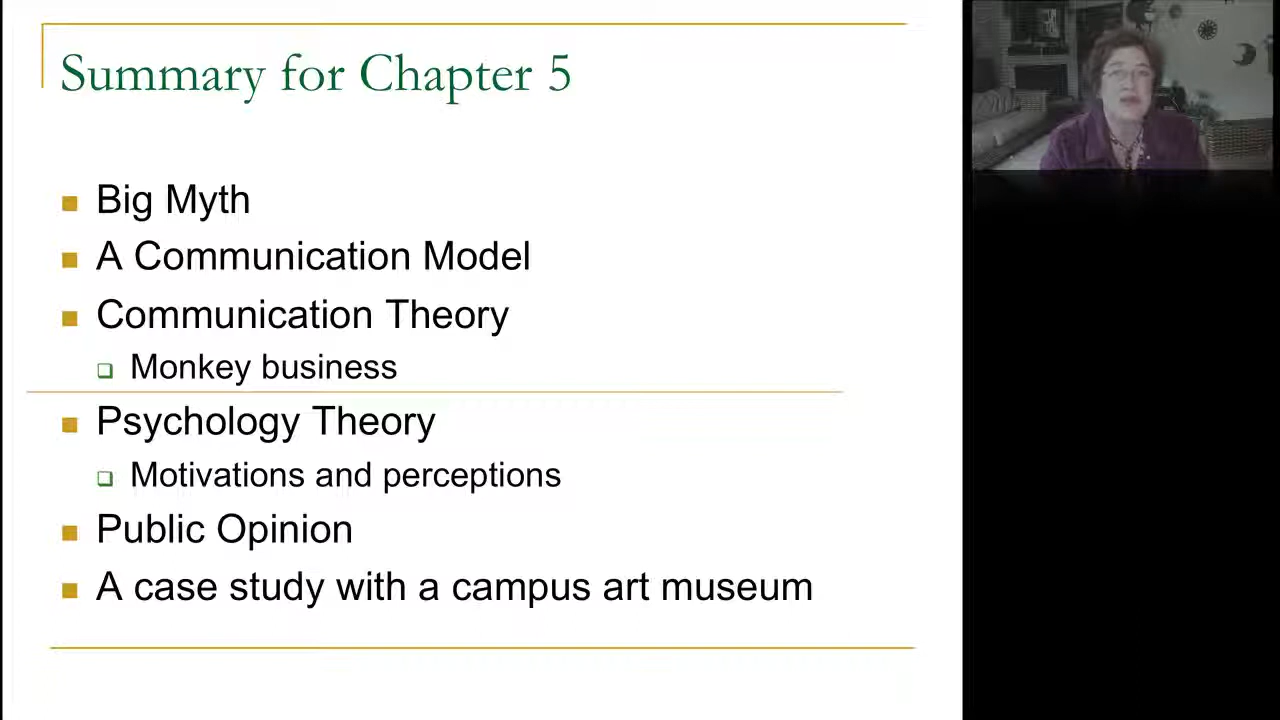 Summary for Chapter 5
Big Myth
A Communication Model
Communication Theory
Monkey business
Psychology Theory
Motivations and perceptions
Public Opinion
A case study with a campus art museum